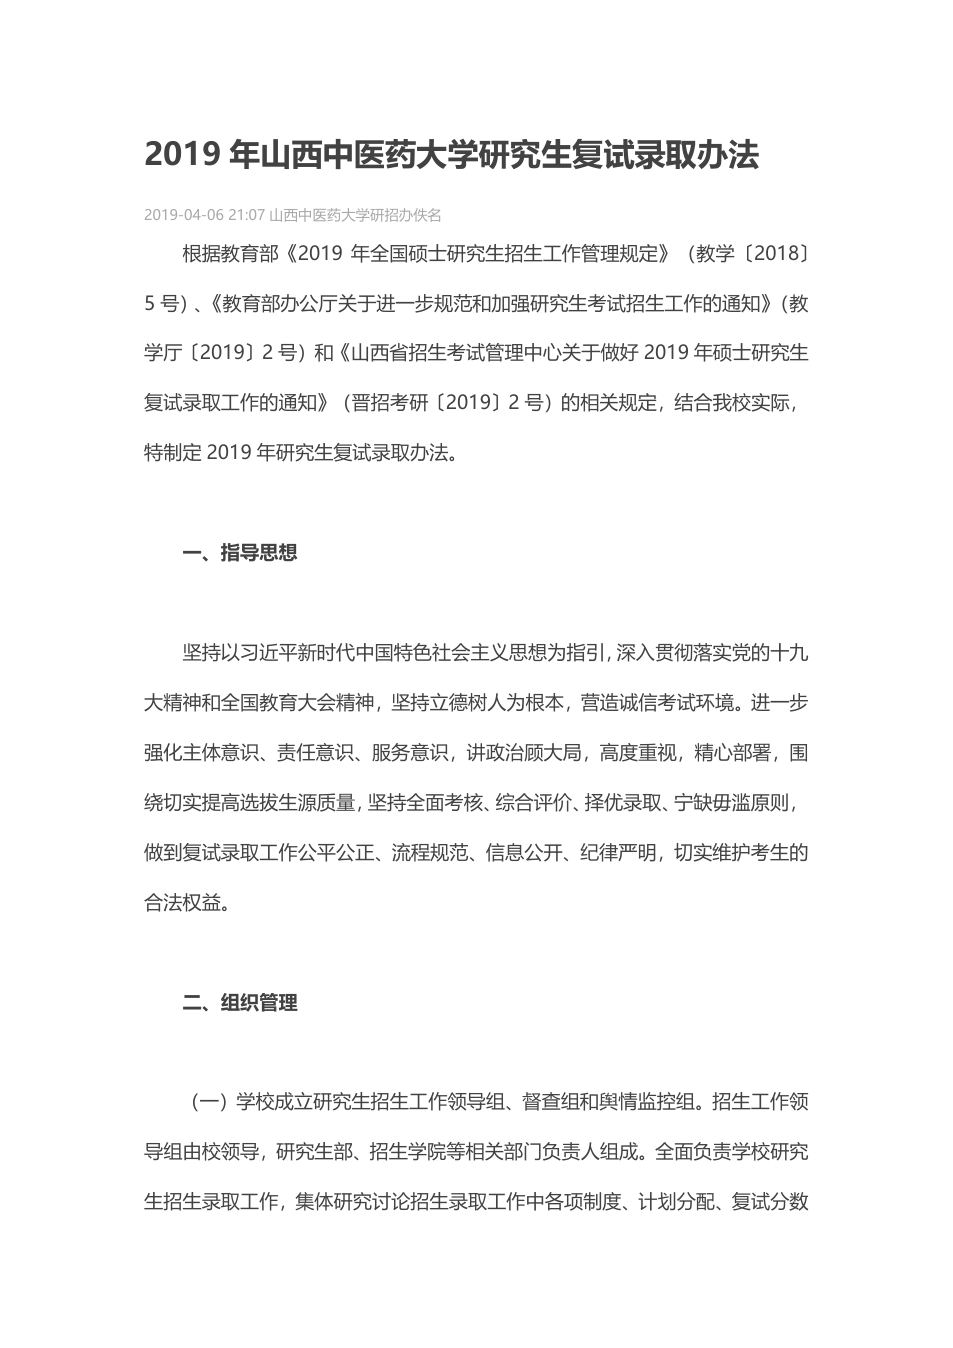 2019 年山西中医药大学研究生复试录取办法
2019-04-06 21:07 山西中医药大学研招办佚名
根据教育部《2019 年全国硕士研究生招生工作管理规定》（教学〔2018〕
5 号）、《教育部办公厅关于进一步规范和加强研究生考试招生工作的通知》（教
学厅〔2019〕2 号）和《山西省招生考试管理中心关于做好 2019 年硕士研究生
复试录取工作的通知》（晋招考研〔2019〕2 号）的相关规定，结合我校实际，
特制定 2019 年研究生复试录取办法。
一、指导思想
坚持以习近平新时代中国特色社会主义思想为指引，深入贯彻落实党的十九
大精神和全国教育大会精神，坚持立德树人为根本，营造诚信考试环境。进一步
强化主体意识、责任意识、服务意识，讲政治顾大局，高度重视，精心部署，围
绕切实提高选拔生源质量，坚持全面考核、综合评价、择优录取、宁缺毋滥原则，
做到复试录取工作公平公正、流程规范、信息公开、纪律严明，切实维护考生的
合法权益。
二、组织管理
（一）学校成立研究生招生工作领导组、督查组和舆情监控组。招生工作领
导组由校领导，研究生部、招生学院等相关部门负责人组成。全面负责学校研究
生招生录取工作，集体研究讨论招生录取工作中各项制度、计划分配、复试分数